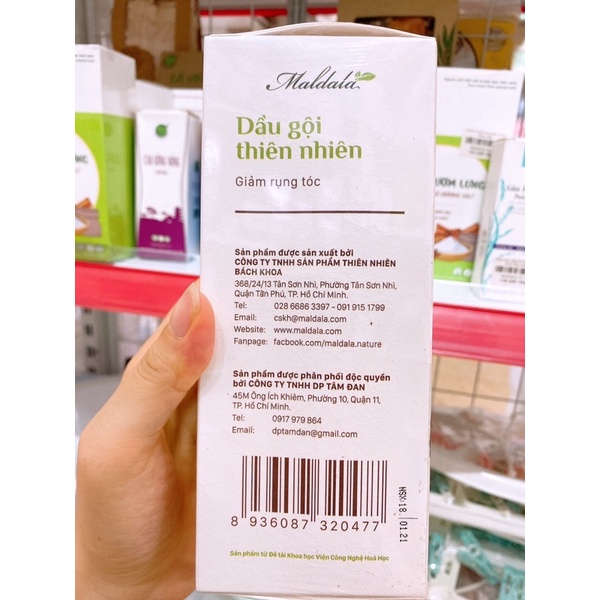 Maldala
Dầu gội
thiên nhiên
Giảm rụng tóc
Sản phẩm được sản xuất bởi
CÔNG TY TNHH SẢN PHẨM THIÊN NHIÊN
BÁCH KHOA
368/24/13 Tân Sơn Nhì, Phường Tân Sơn Nhì,
Quận Tân Phú, TP. Hồ Chí Minh.
Tel: 028 6686 3397 - 091 915 1799
Email: cskh@maldala.com
Website: www.maldala.com
Fanpage: facbook.com/maldala.nature
Sản phẩm được phân phối độc quyền
bởi CÔNG TY TNHH DP TÂM ĐAN
45M Ông Ích Khiêm, Phường 10, Quận 11,
TP. Hồ Chí Minh.
Tel: 0917 979 864
Email: dptamdan@gmail.com
8 936087 320477
NSX:18 01.21
Sản phẩm từ Đề tài Khoa học Viện Công Nghệ Hoá Học